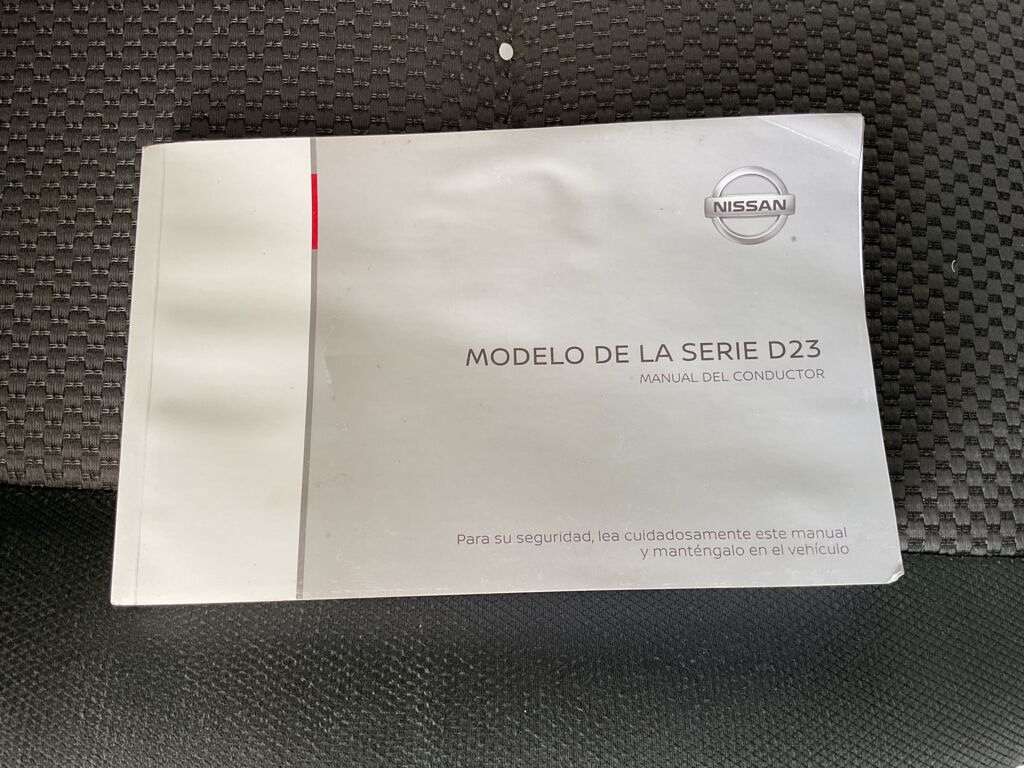 NISSAN
MODELO DE LA SERIE D23
MANUAL DEL CONDUCTOR
Para su seguridad, lea cuidadosamente este manual
y manténgalo en el vehículo